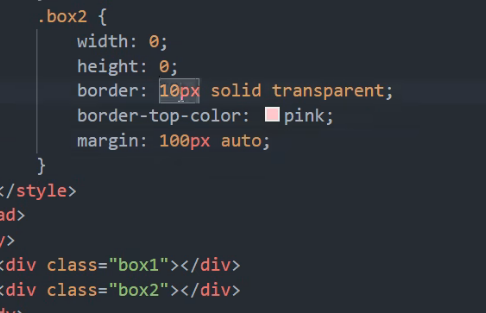 .box2 {
width: 0;
height: 0;
border: 10px solid transparent;
border-top-color: pink;
margin: 100px auto;
}
</style>
ad>
y>
<div class="box1"></div>
<div class="box2"></div>